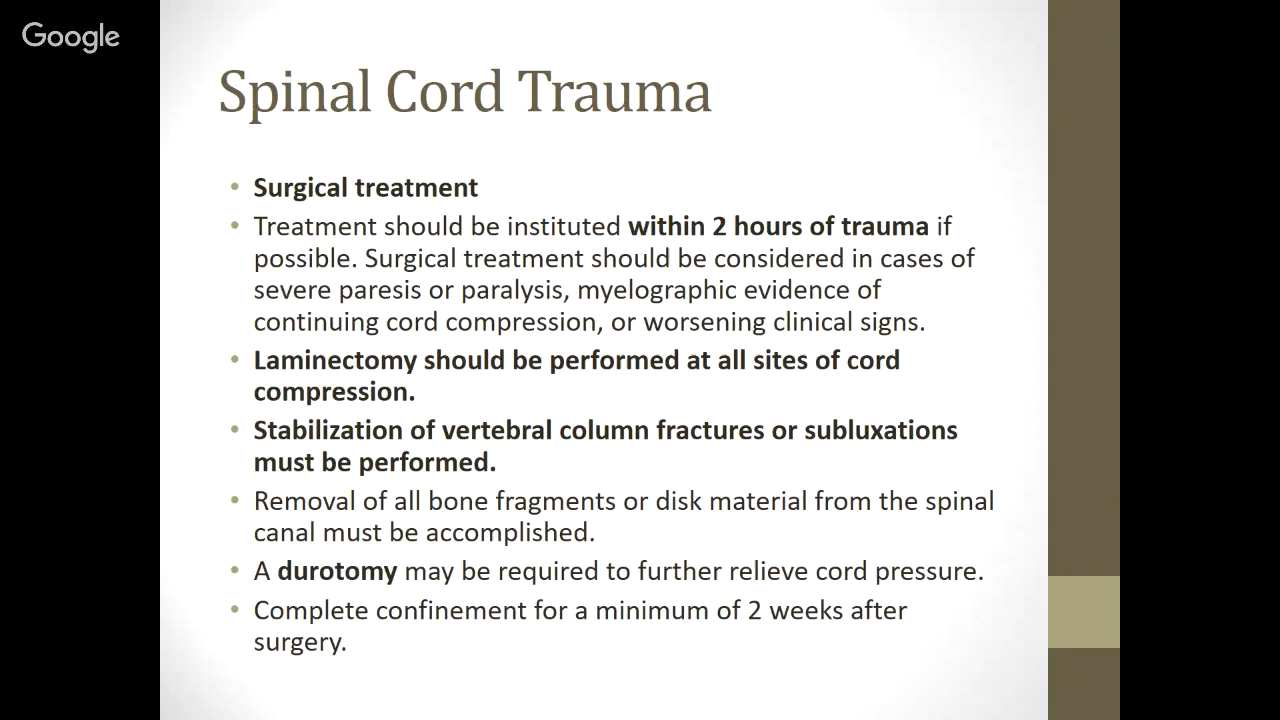 Google
Spinal Cord Trauma
• Surgical treatment
• Treatment should be instituted within 2 hours of trauma if
possible. Surgical treatment should be considered in cases of
severe paresis or paralysis, myelographic evidence of
continuing cord compression, or worsening clinical signs.
• Laminectomy should be performed at all sites of cord
compression.
• Stabilization of vertebral column fractures or subluxations
must be performed.
• Removal of all bone fragments or disk material from the spinal
canal must be accomplished.
• A durotomy may be required to further relieve cord pressure.
• Complete confinement for a minimum of 2 weeks after
surgery.